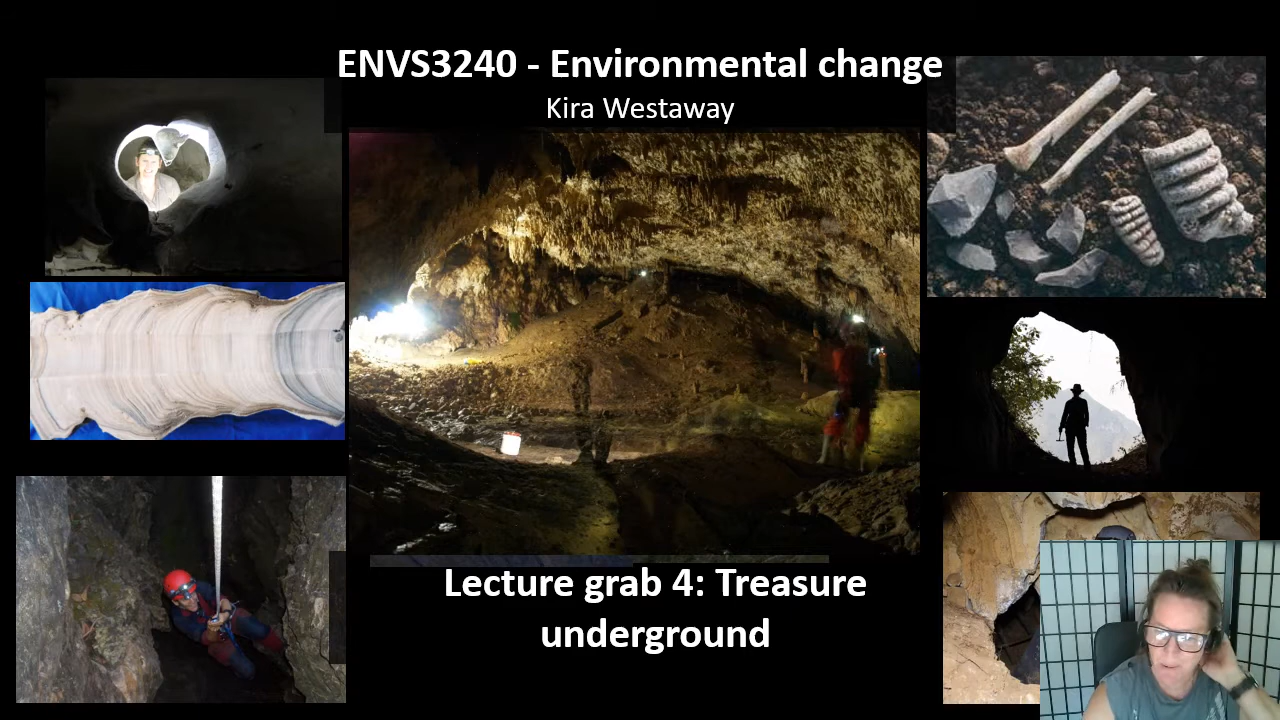 ENVS3240 - Environmental change
Kira Westaway
Lecture grab 4: Treasure
underground